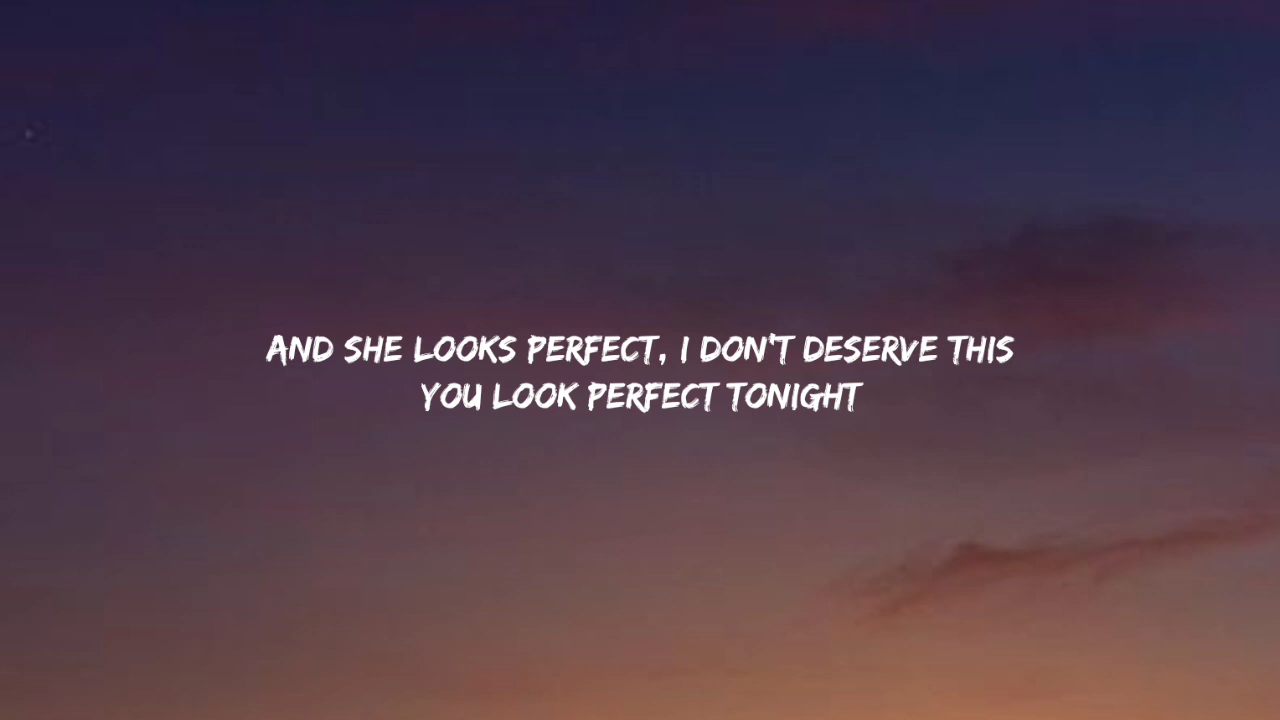 AND SHE LOOKS PERFECT, I DON'T DESERVE THIS
YOU LOOK PERFECT TONIGHT